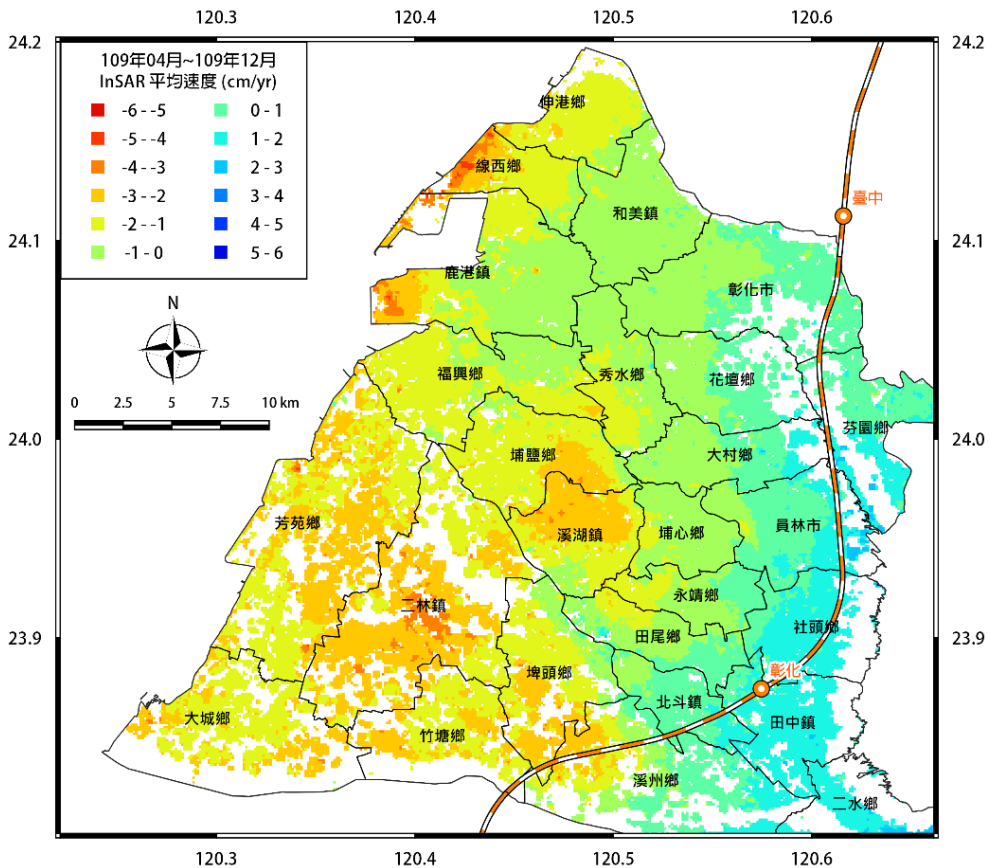 120.3 120.4 120.5 120.6
24.2 24.2
109年04月~109年12月
InSAR 平均速度 (cm/yr)
-6--5 0-1
-5--4 1-2
-4--3 2-3
-3--2 3-4
-2--1 4-5
-1-0 5-6
伸港鄉
線西鄉
和美鎮
臺中
24.1 24.1
鹿港鎮
彰化市
N
福興鄉 秀水鄉 花壇鄉
0 2.5 5 7.5 10 km
芬園鄉
24.0 24.0
埔鹽鄉 大村鄉
芳苑鄉 溪湖鎮 埔心鄉 員林市
永靖鄉
二林鎮 社頭鄉
田尾鄉
23.9 23.9
埤頭鄉 彰化
北斗鎮
大城鄉 竹塘鄉 田中鎮
溪州鄉
二水鄉
120.3 120.4 120.5 120.6